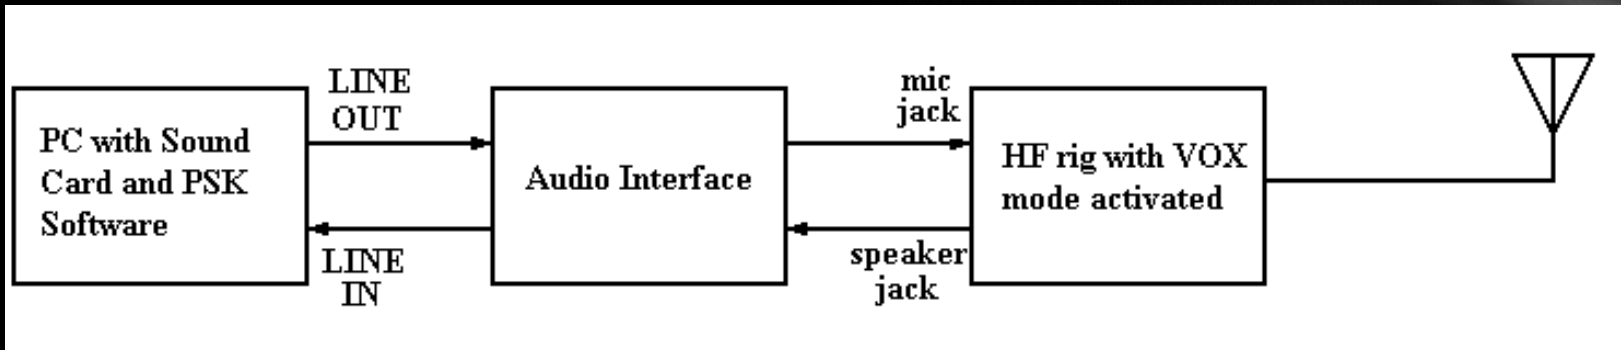 PC with Sound
Card and PSK
Software
LINE
OUT
LINE
IN
Audio Interface
mic
jack
speaker
jack
HF rig with VOX
mode activated